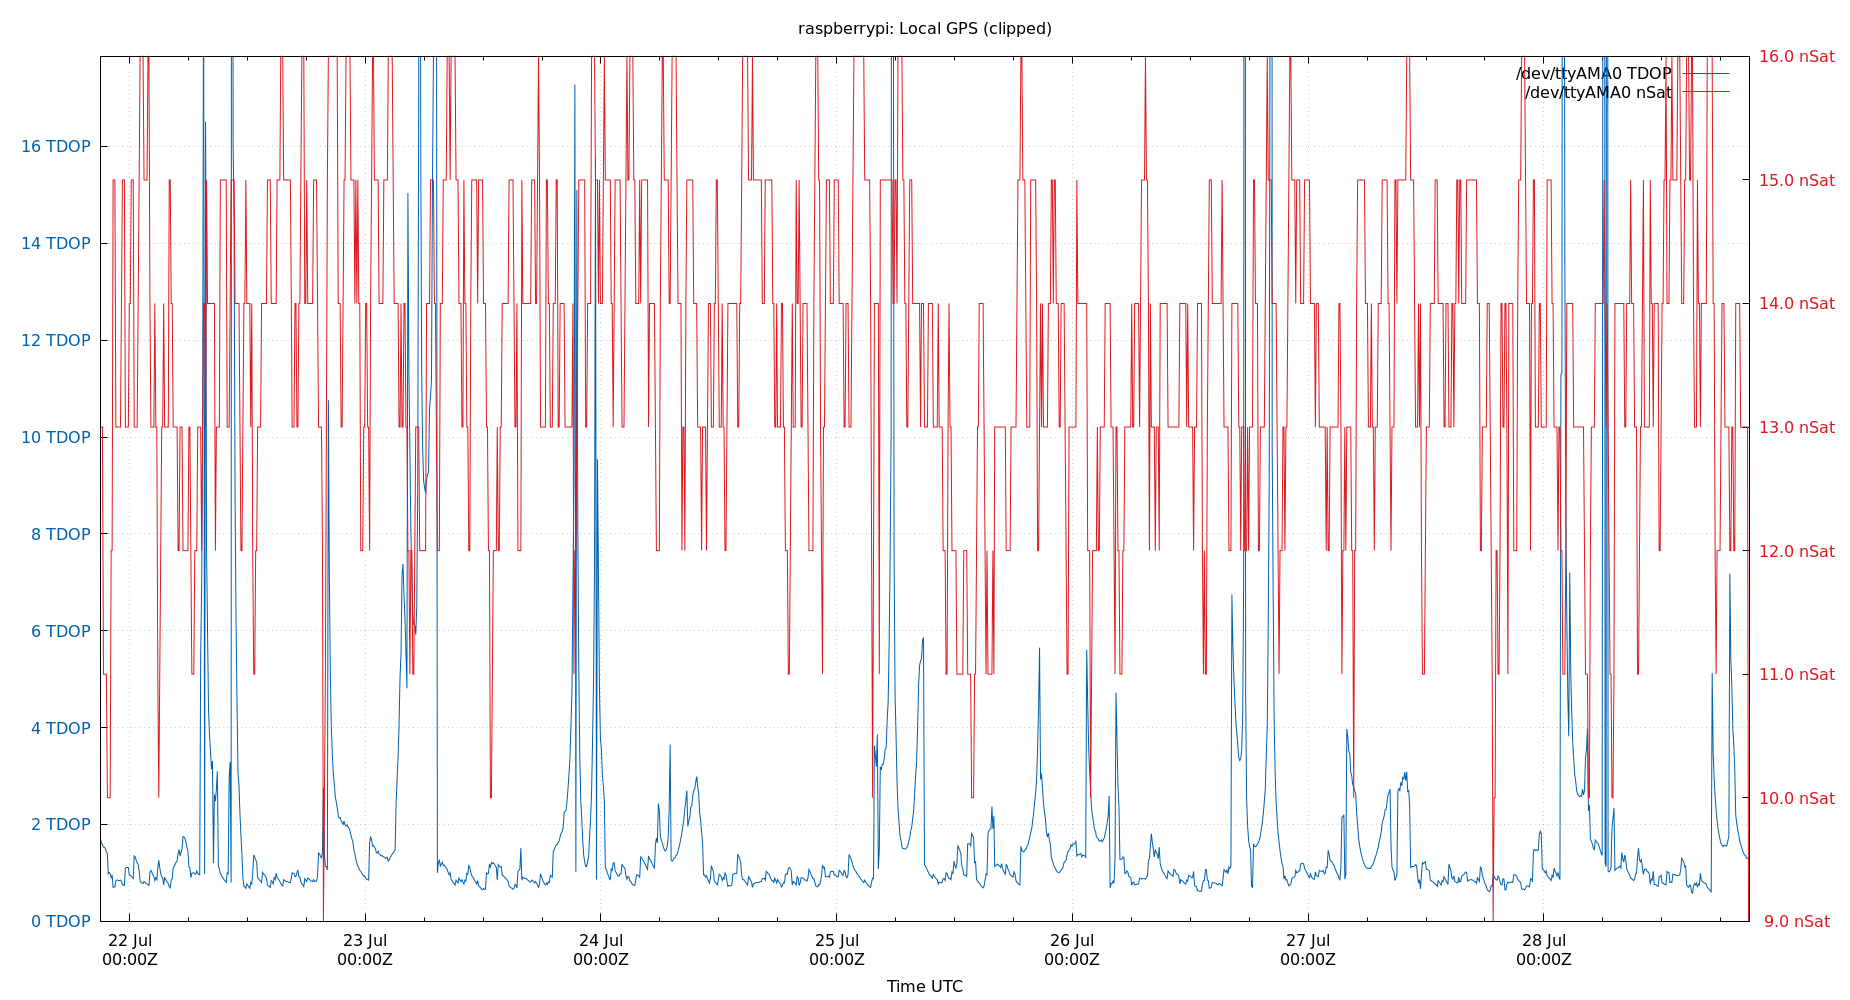 raspberrypi: Local GPS (clipped)
/dev/ttyAMA0 TDOP
/dev/ttyAMA0 nSat
16 TDOP
14 TDOP
12 TDOP
10 TDOP
8 TDOP
6 TDOP
4 TDOP
2 TDOP
0 TDOP
16.0 nSat
15.0 nSat
14.0 nSat
13.0 nSat
12.0 nSat
11.0 nSat
10.0 nSat
9.0 nSat
22 Jul
00:00Z
23 Jul
00:00Z
24 Jul
00:00Z
25 Jul
00:00Z
26 Jul
00:00Z
27 Jul
00:00Z
28 Jul
00:00Z
Time UTC